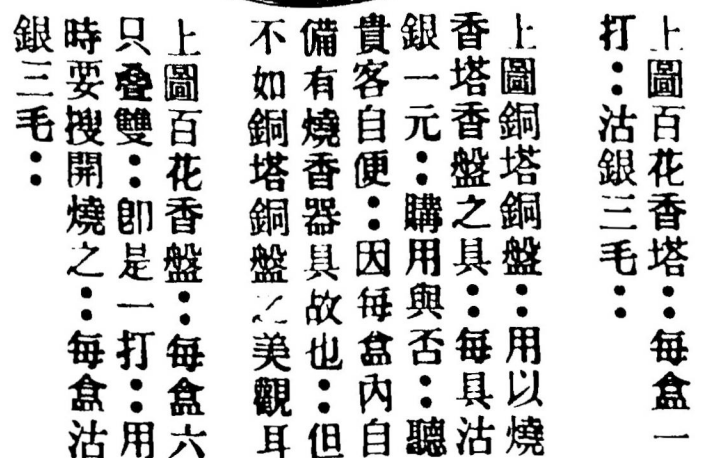 上圖百花香塔：每盒一
打：沽銀三毛：
上圖銅塔銅盤：用以燒
香塔香盤之具：每具沽
銀一元：購用與否：聽
貴客自便：因每盒內自
備有燒香器具故也：但
不如銅塔銅盤之美觀耳
上圖百花香盤：每盒六
只叠雙：卽是一打：用
時要搜開燒之：每盒沽
銀三毛：